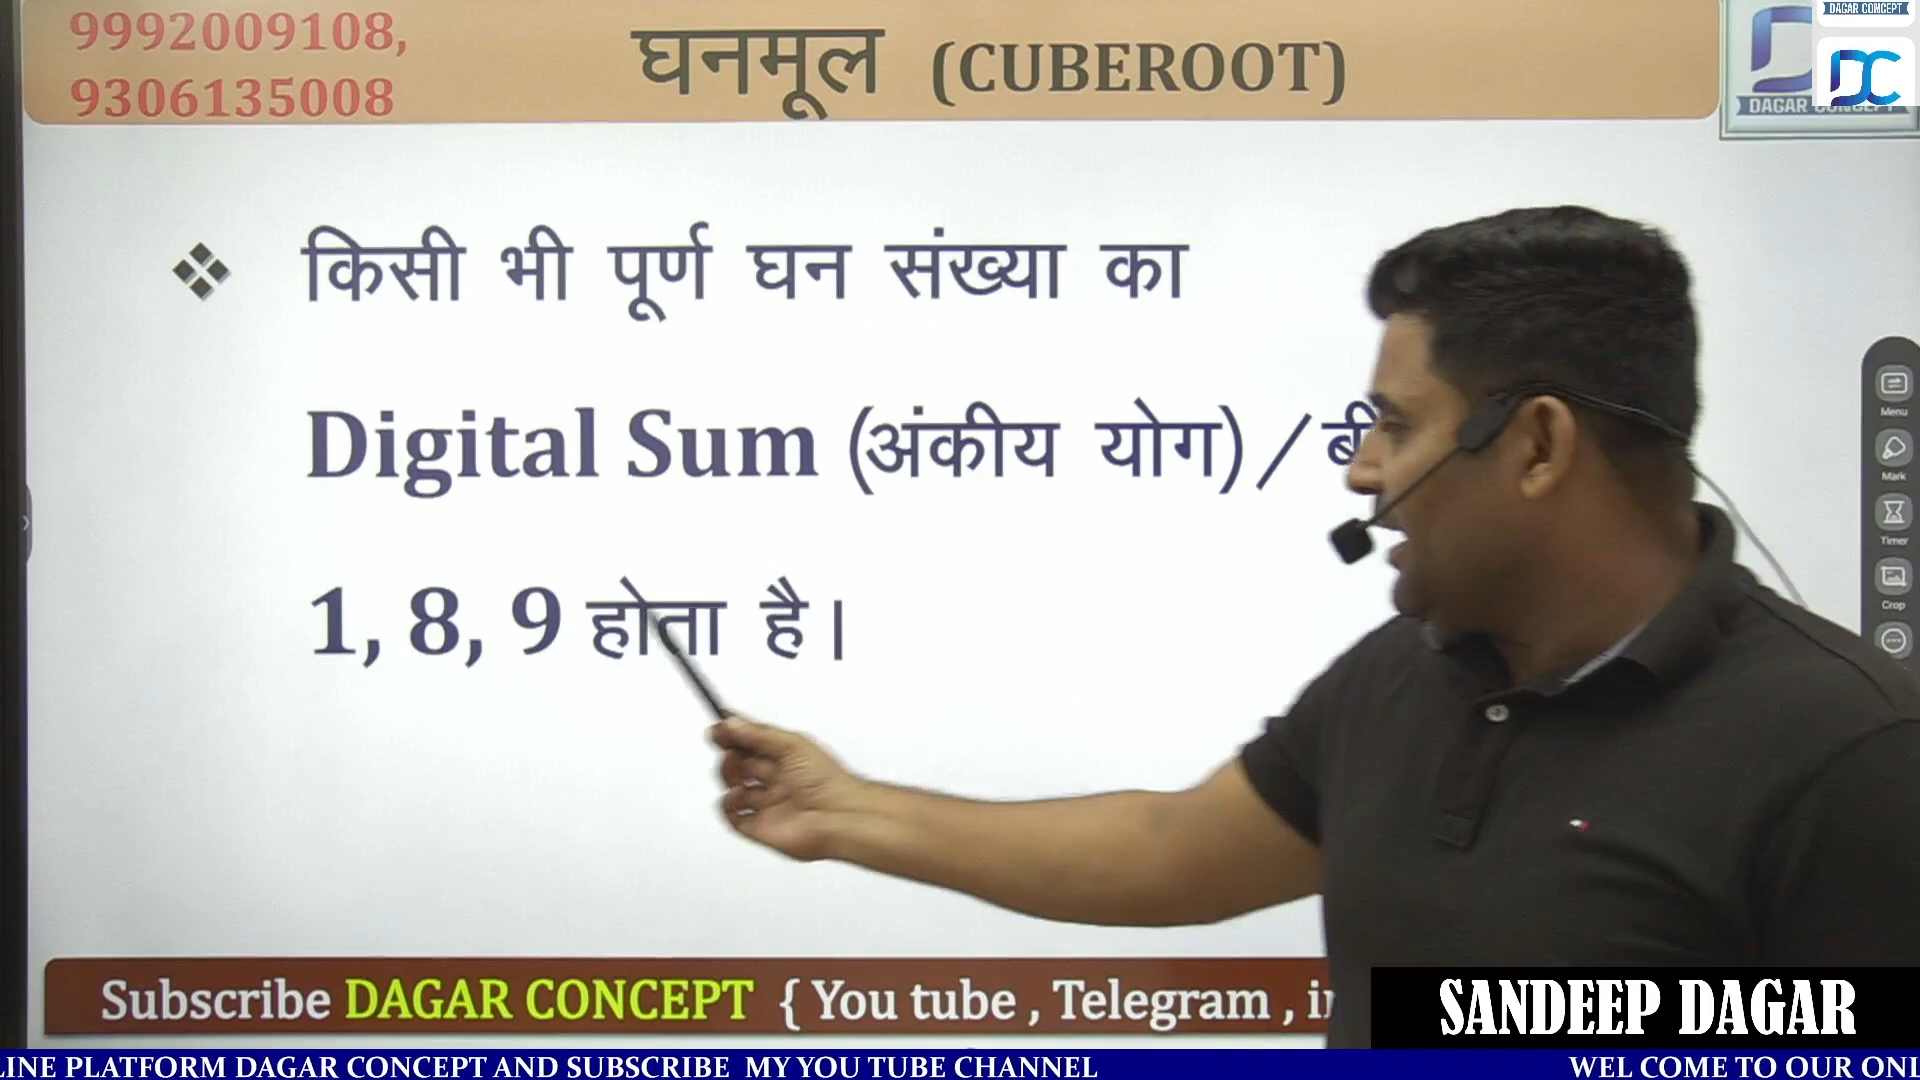 9992009108,
9306135008
घनमूल (CUBEROOT)
DAGAR CONCEPT
DC
DAGAR CONCEPT
❖ किसी भी पूर्ण घन संख्या का
Digital Sum (अंकीय योग) /
1, 8, 9 होता है।
Menu
Mark
Timer
Crop
Subscribe DAGAR CONCEPT { You tube , Telegram ,
SANDEEP DAGAR
PLATFORM DAGAR CONCEPT AND SUBSCRIBE MY YOU TUBE CHANNEL
WEL COME TO OUR